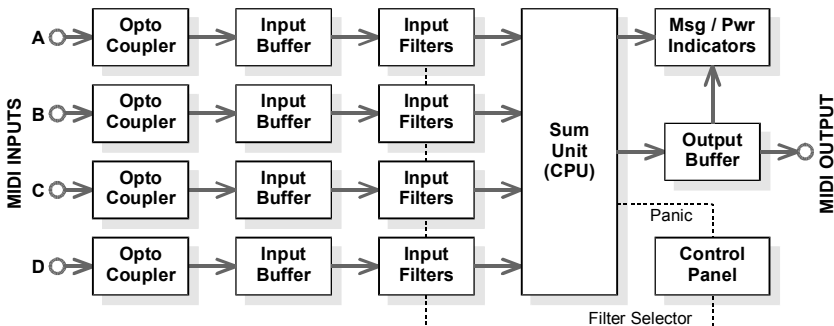 MIDI INPUTS
A
Opto
Coupler
Input
Buffer
Input
Filters
B
Opto
Coupler
Input
Buffer
Input
Filters
C
Opto
Coupler
Input
Buffer
Input
Filters
D
Opto
Coupler
Input
Buffer
Input
Filters
Sum
Unit
(CPU)
Msg / Pwr
Indicators
Output
Buffer
MIDI OUTPUT
Panic
Control
Panel
Filter Selector